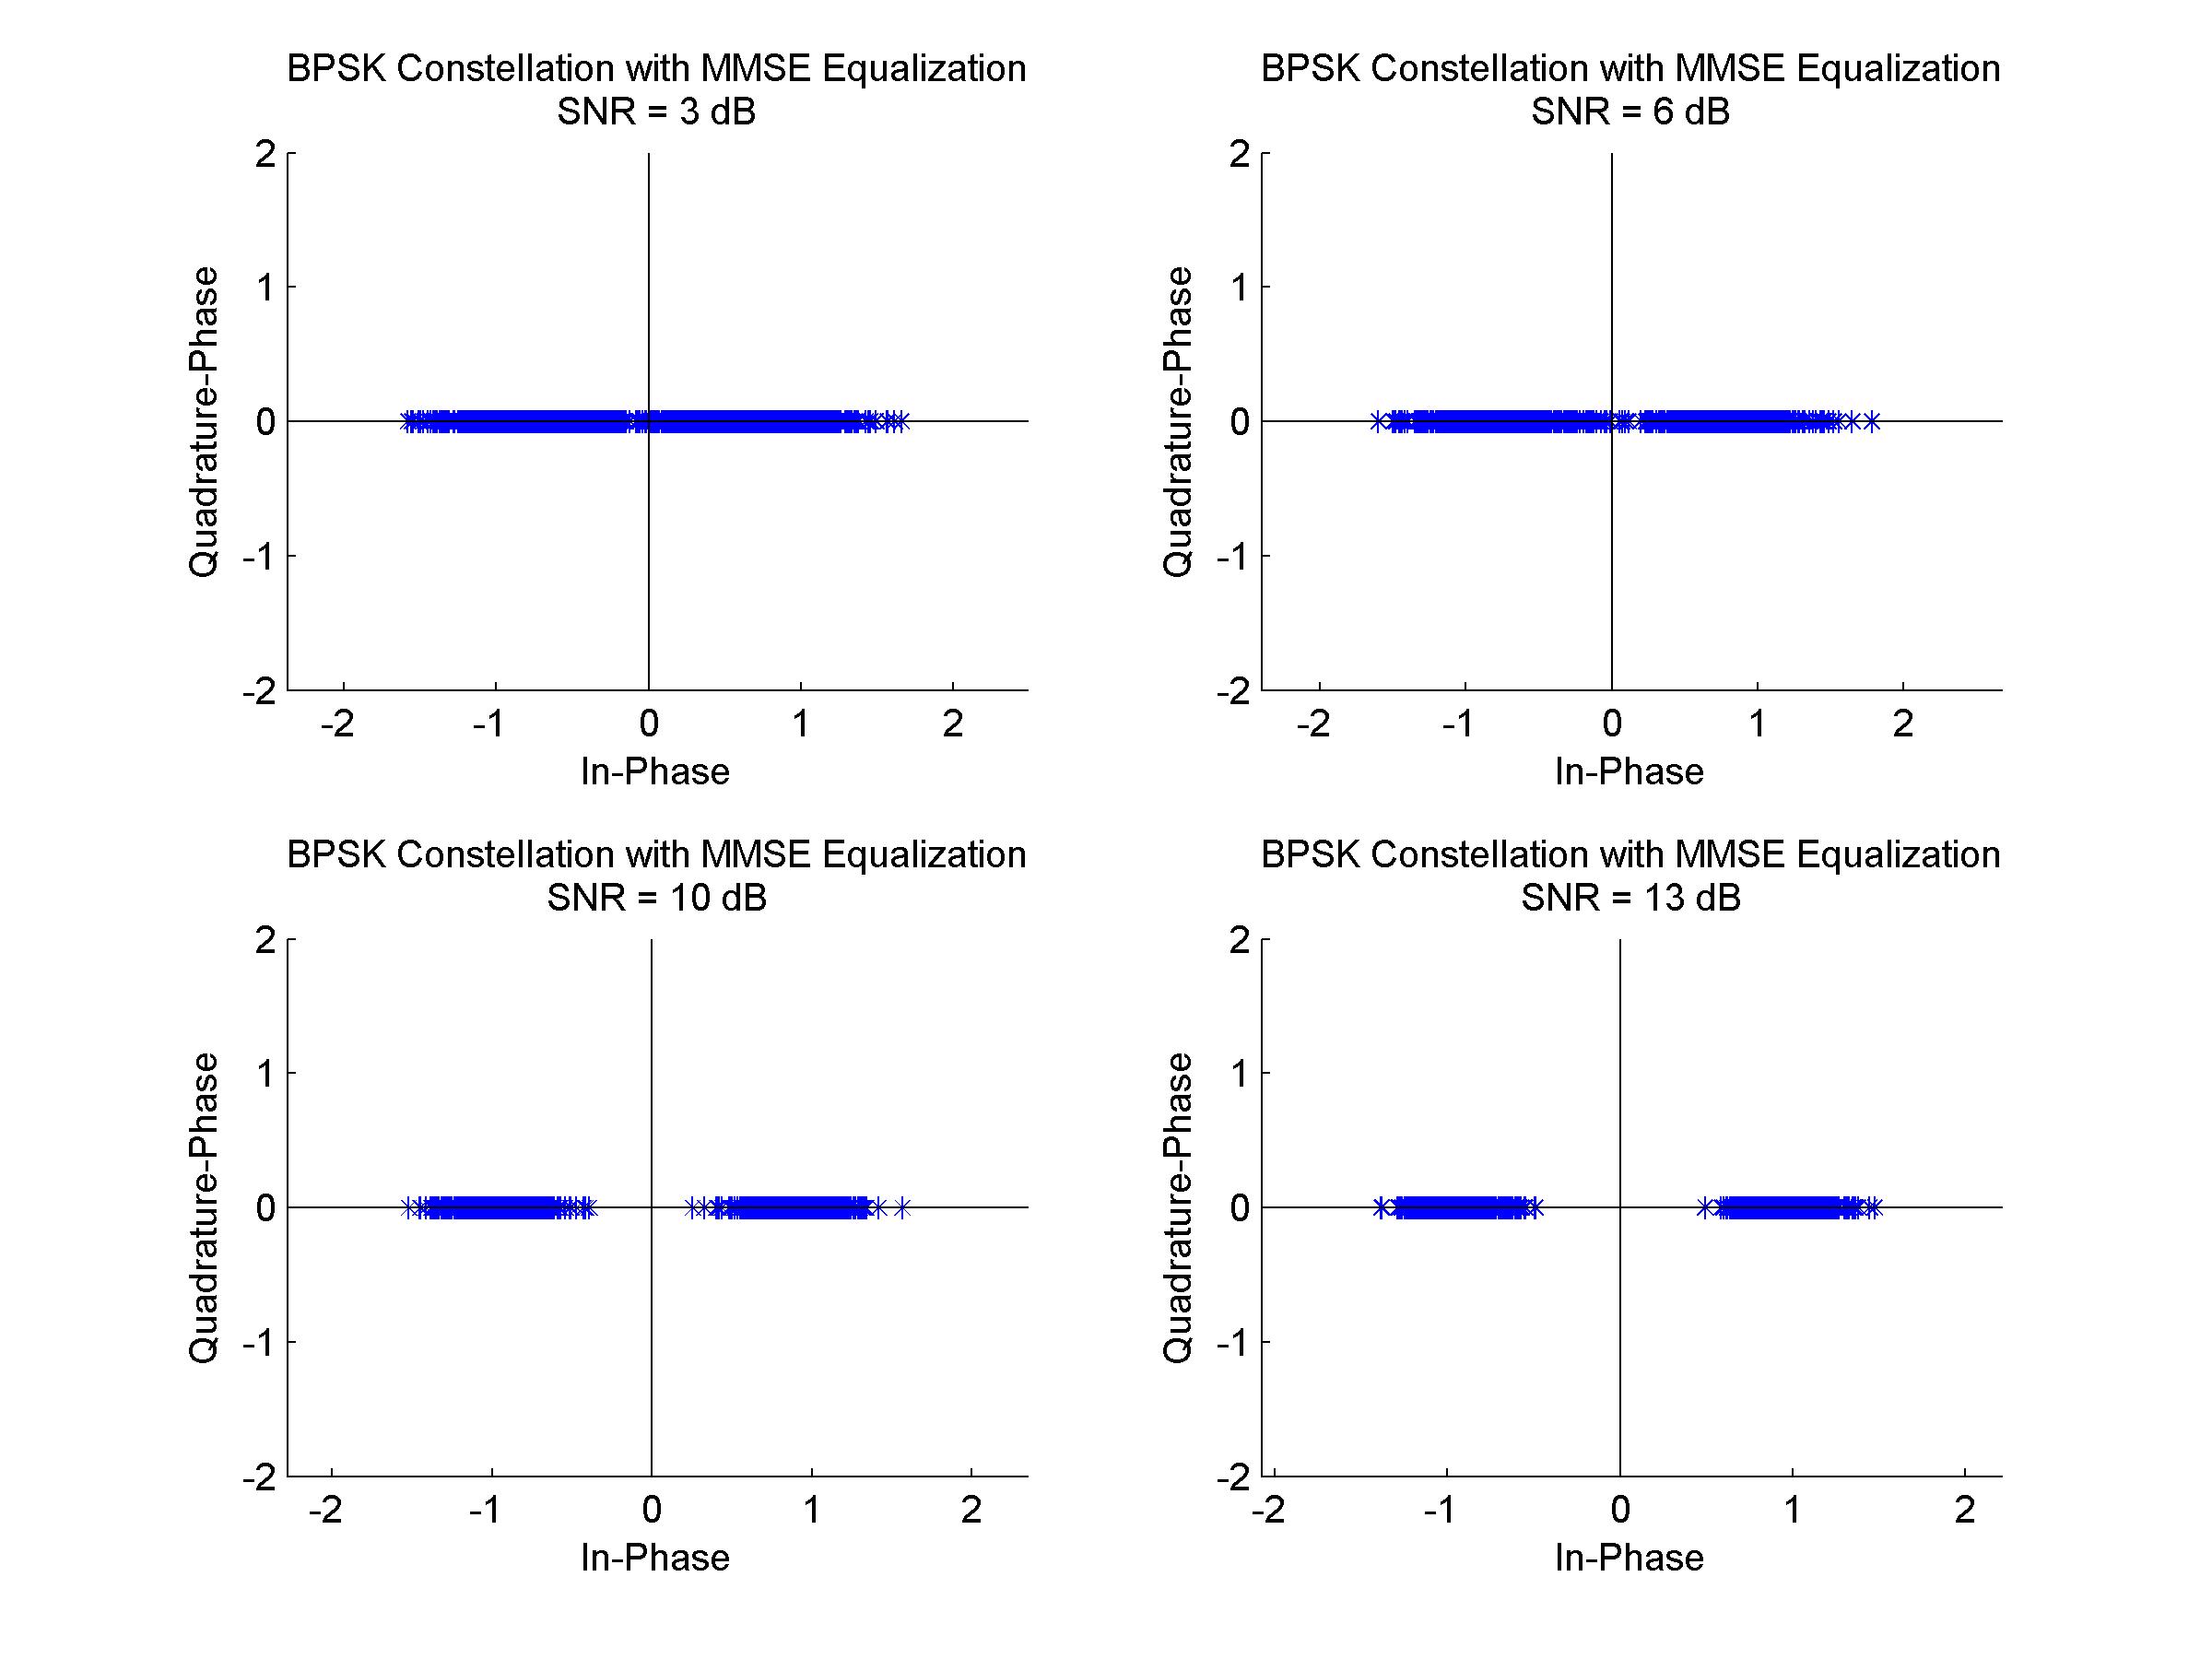 BPSK Constellation with MMSE Equalization
SNR = 3 dB
2
1
0
-1
-2
Quadrature-Phase
-2 -1 0 1 2
In-Phase
BPSK Constellation with MMSE Equalization
SNR = 6 dB
2
1
0
-1
-2
Quadrature-Phase
-2 -1 0 1 2
In-Phase
BPSK Constellation with MMSE Equalization
SNR = 10 dB
2
1
0
-1
-2
Quadrature-Phase
-2 -1 0 1 2
In-Phase
BPSK Constellation with MMSE Equalization
SNR = 13 dB
2
1
0
-1
-2
Quadrature-Phase
-2 -1 0 1 2
In-Phase